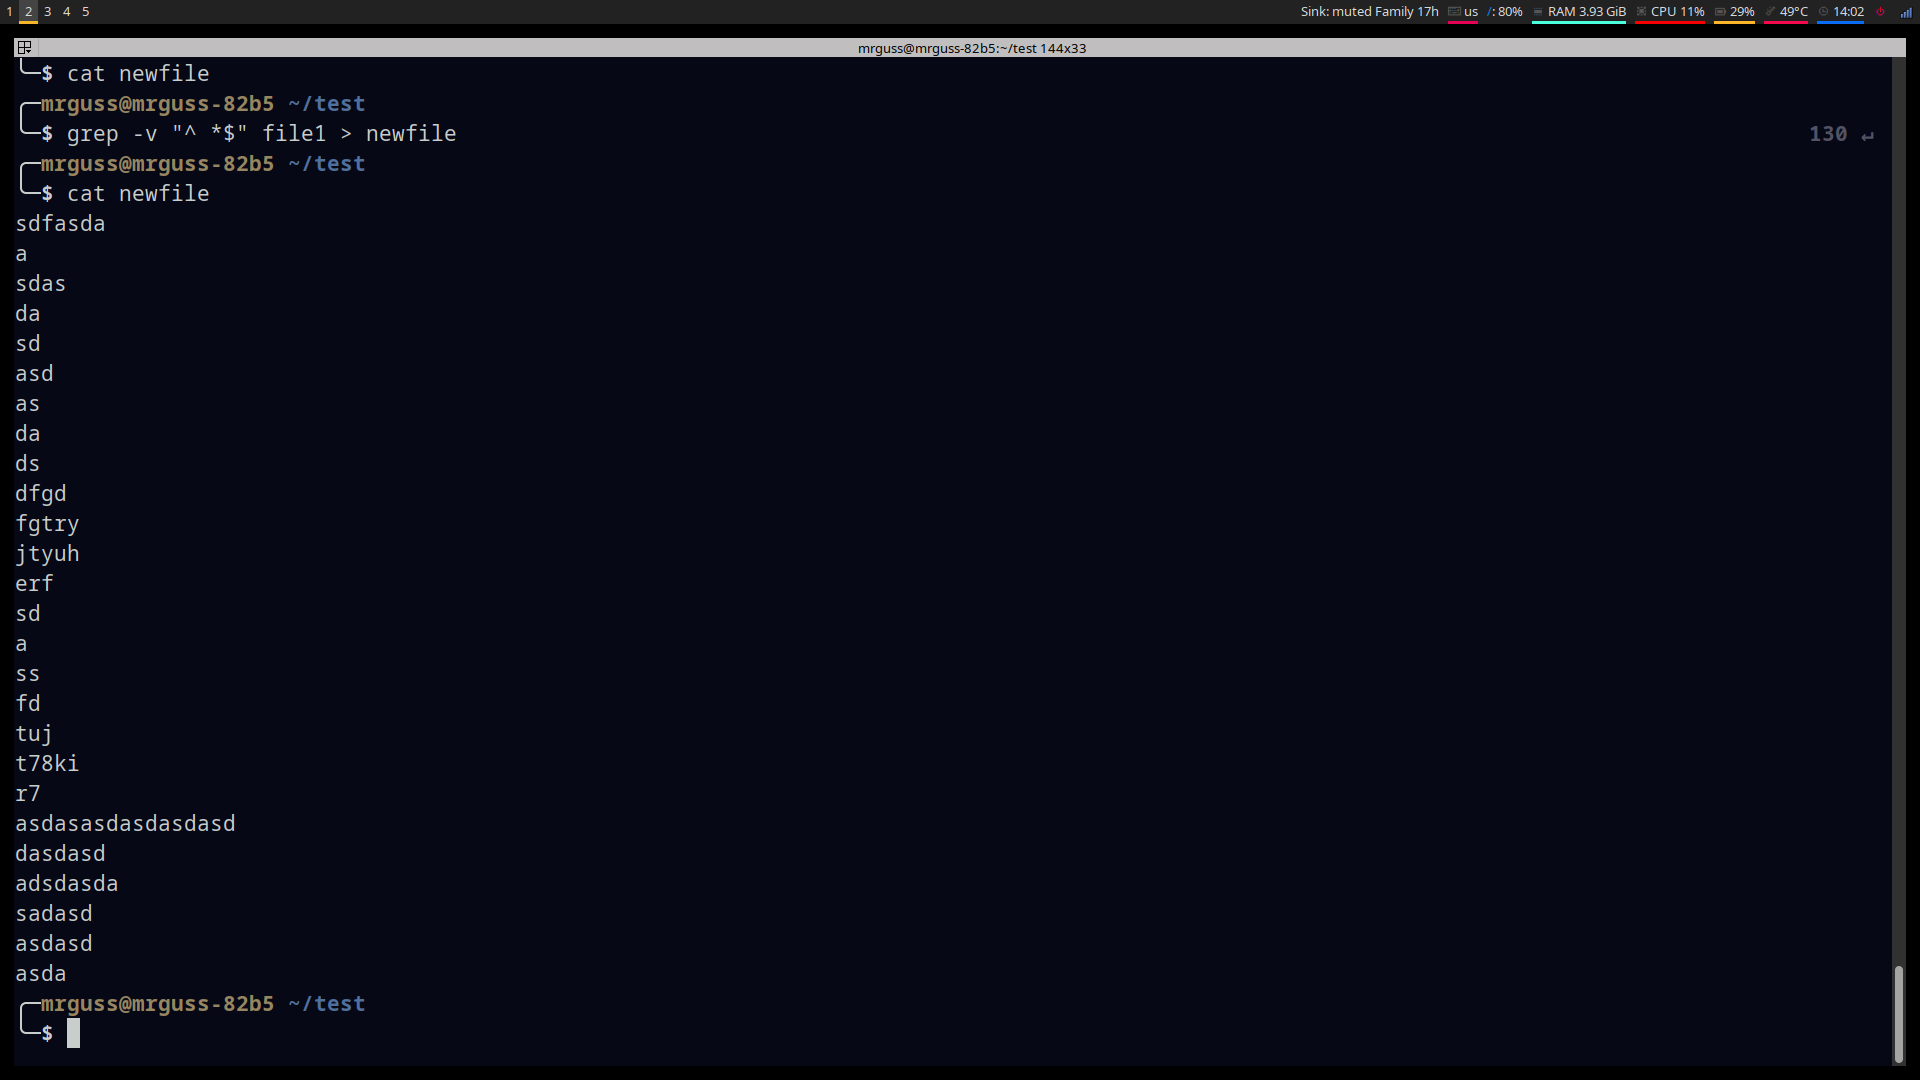 1 2 3 4 5 Sink: muted Family 17h us /: 80% RAM 3.93 GiB CPU 11% 29% 49°C 14:02
mrguss@mrguss-82b5:~/test 144x33
$ cat newfile
mrguss@mrguss-82b5 ~/test
$ grep -v "^ *$" file1 > newfile 130 ↵
mrguss@mrguss-82b5 ~/test
$ cat newfile
sdfasda
a
sdas
da
sd
asd
as
da
ds
dfgd
fgtry
jtyuh
erf
sd
a
ss
fd
tuj
t78ki
r7
asdasasdasdasdasd
dasdasd
adsdasda
sadasd
asdasd
asda
mrguss@mrguss-82b5 ~/test
$